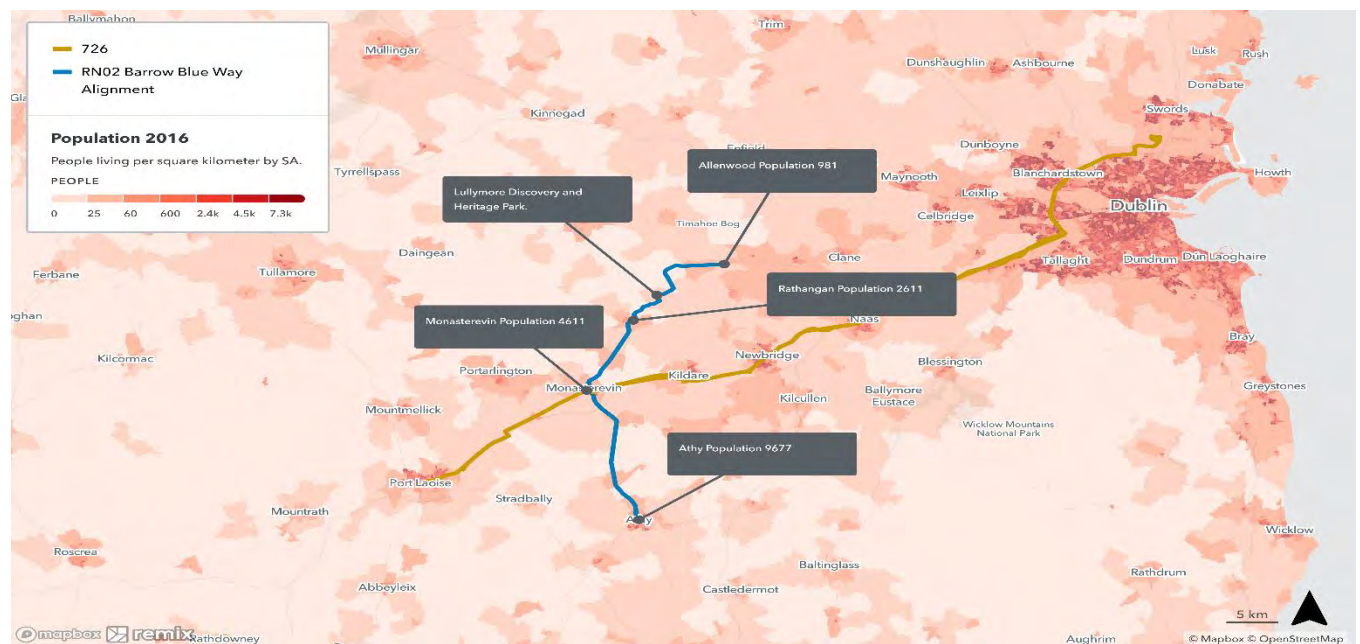 726
RN02 Barrow Blue Way
Alignment
Population 2016
People living per square kilometer by SA.
PEOPLE
0 25 60 600 2.4k 4.5k 7.3k
Ballymahon
Mullingar
Trim
Dunshaughlin
Ashbourne
Lusk
Rush
Donabate
Swords
Kinnegad
Enfield
Dunboyne
Blanchardstown
Maynooth
Leixlip
Celbridge
Howth
Dublin
Tyrrellspass
Allenwood Population 981
Lullymore Discovery and
Heritage Park.
Timahoe Bog
Daingean
Clane
Tallaght
Dundrum
Dún Laoghaire
Ferbane
Tullamore
Rathangan Population 2611
Monasterevin Population 4611
Naas
Bray
Kilcormac
Newbridge
Blessington
Portarlington
Kildare
Monasterevin
Greystones
Mountmellick
Kilcullen
Ballymore
Eustace
Wicklow Mountains
National Park
Athy Population 9677
Port Laoise
Stradbally
Mountrath
Athy
Wicklow
Roscrea
Baltinglass
Rathdrum
Abbeyleix
Castledermot
5 km
mapbox remix
Rathdowney
Aughrim
© Mapbox © OpenStreetMap